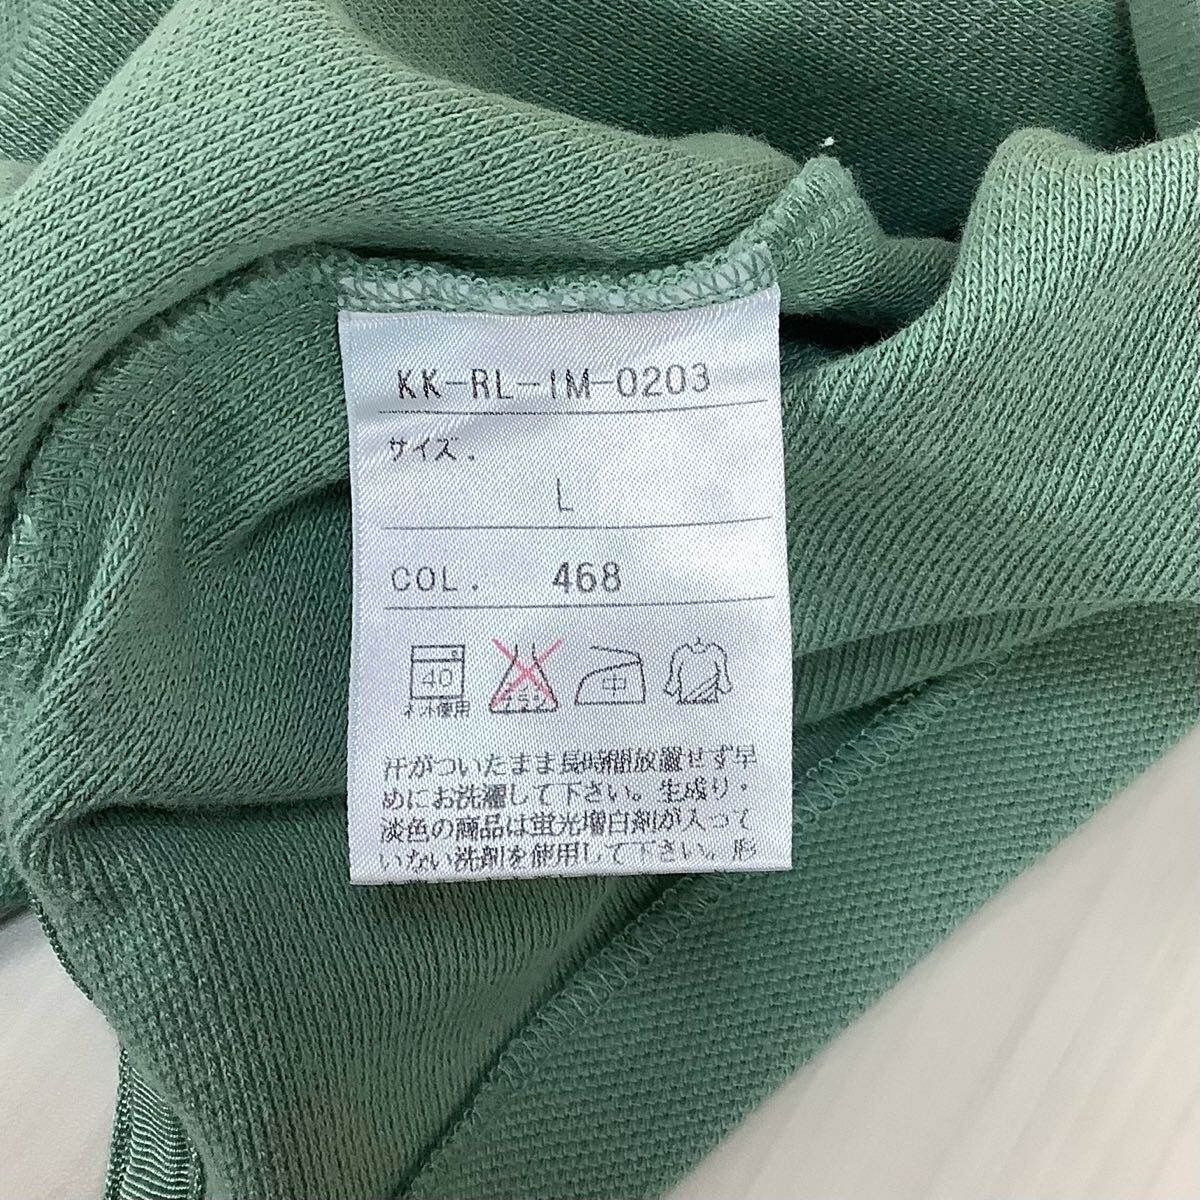 KK-RL-IM-0203
サイズ.
L
COL. 468
40
中
ネット使用
エンソ
汗がついたまま長時間放置せず早
めにお洗濯して下さい。生成り・
淡色の商品は蛍光増白剤が入って
いない洗剤を使用して下さい。形